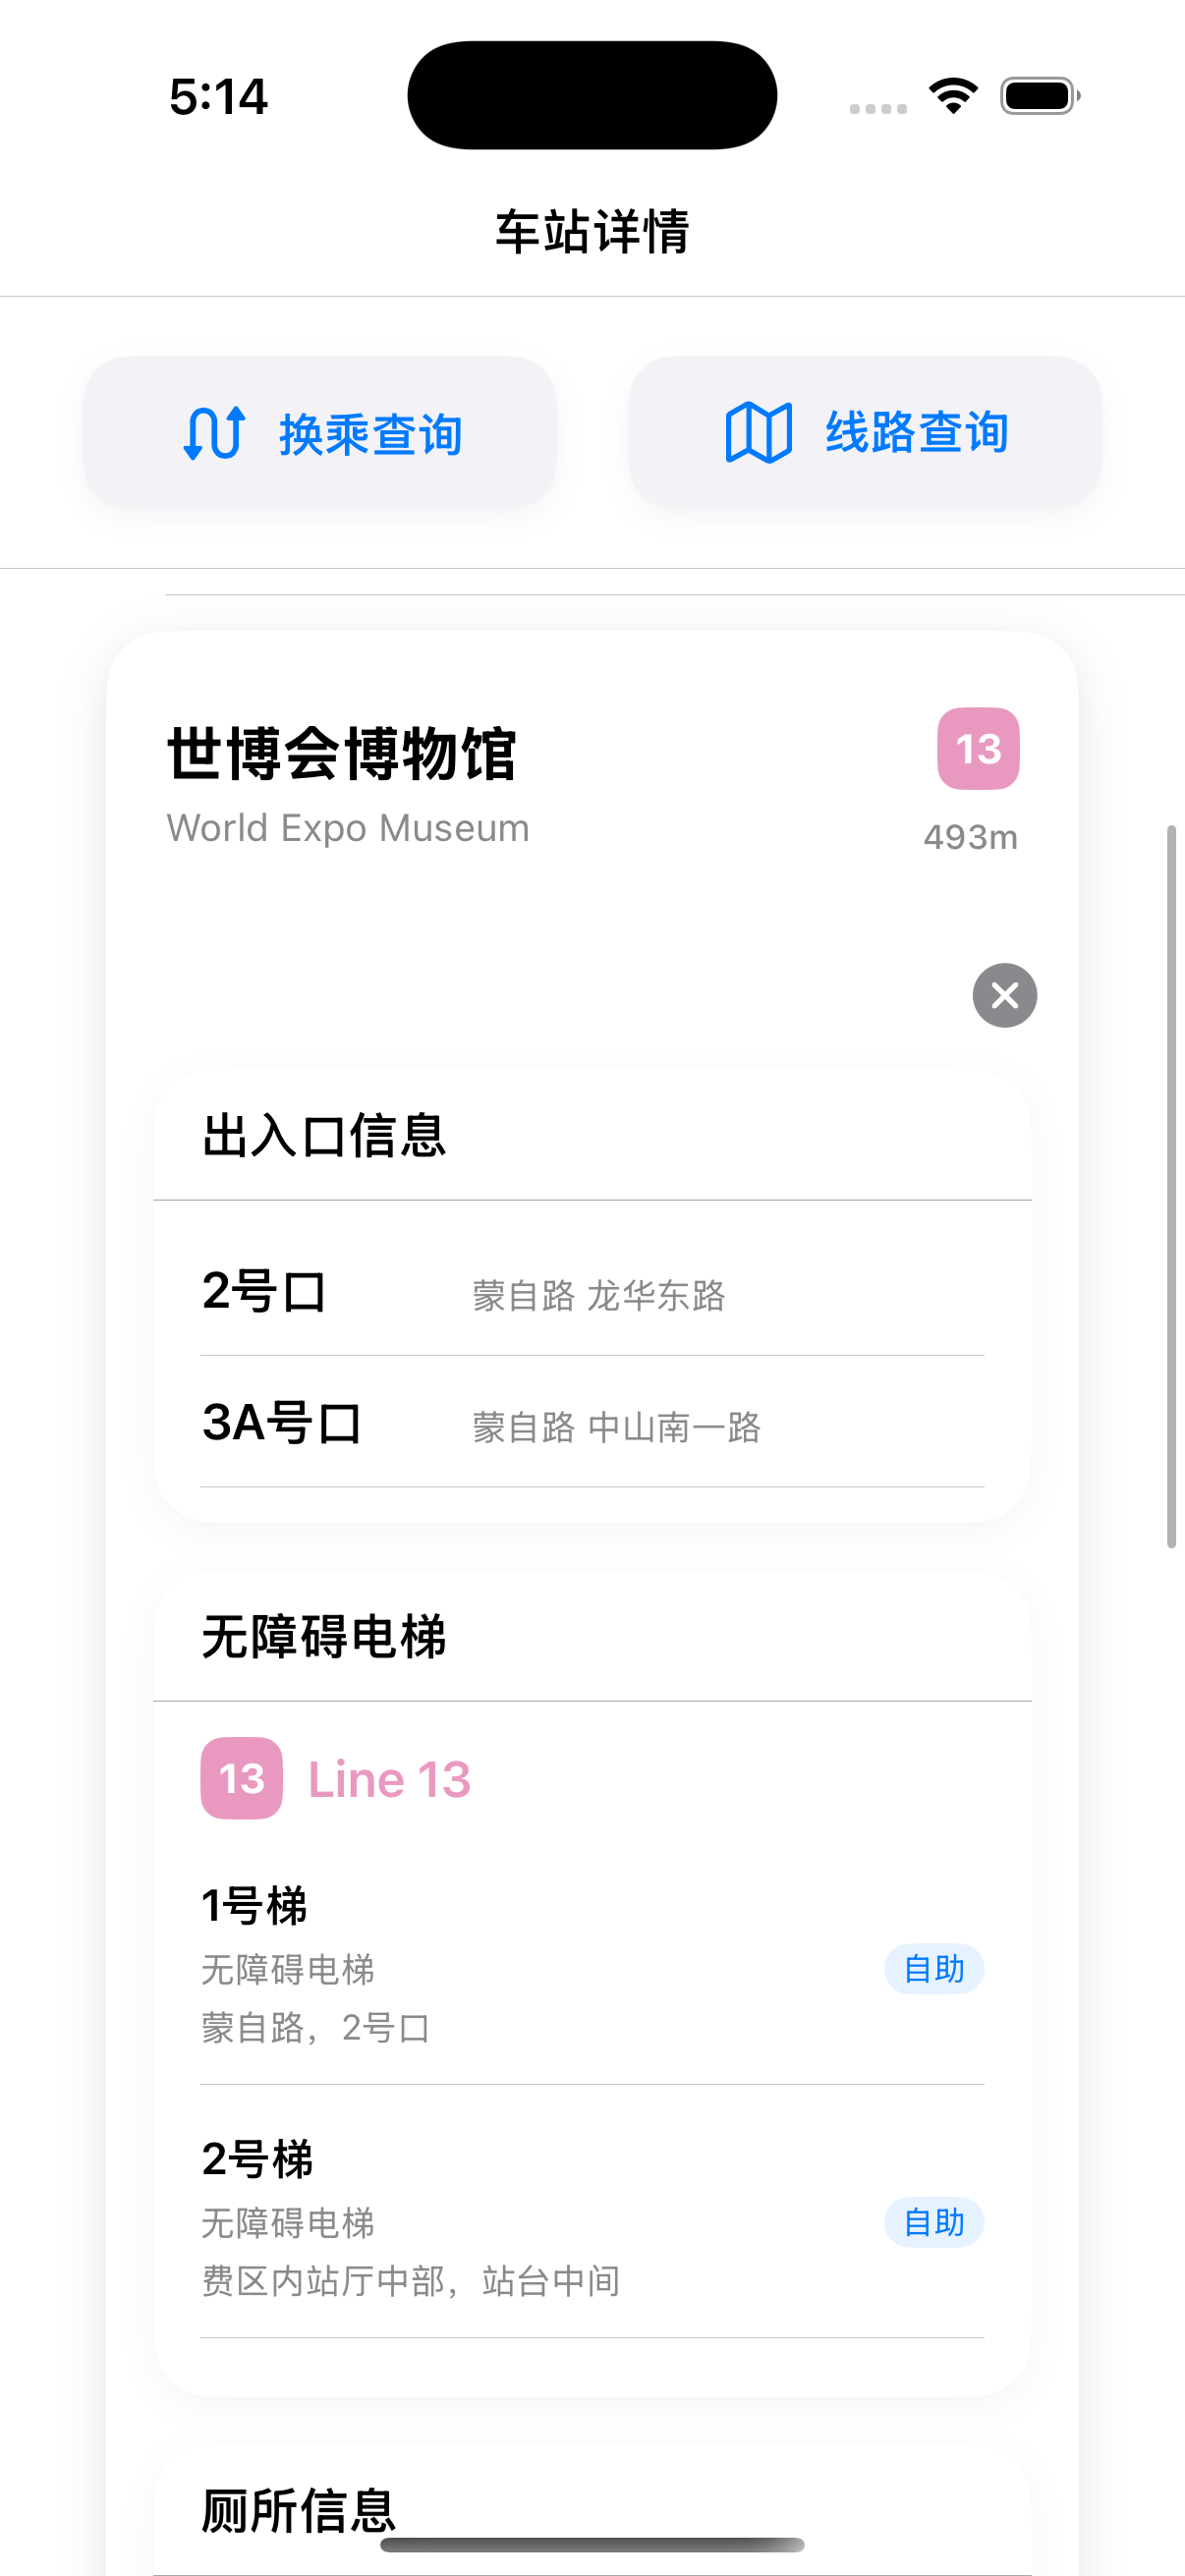 5:14
车站详情
换乘查询
线路查询
世博会博物馆
13
World Expo Museum
493m
出入口信息
2号口
蒙自路 龙华东路
3A号口
蒙自路 中山南一路
无障碍电梯
13 Line 13
1号梯
无障碍电梯
自助
蒙自路，2号口
2号梯
无障碍电梯
自助
费区内站厅中部，站台中间
厕所信息